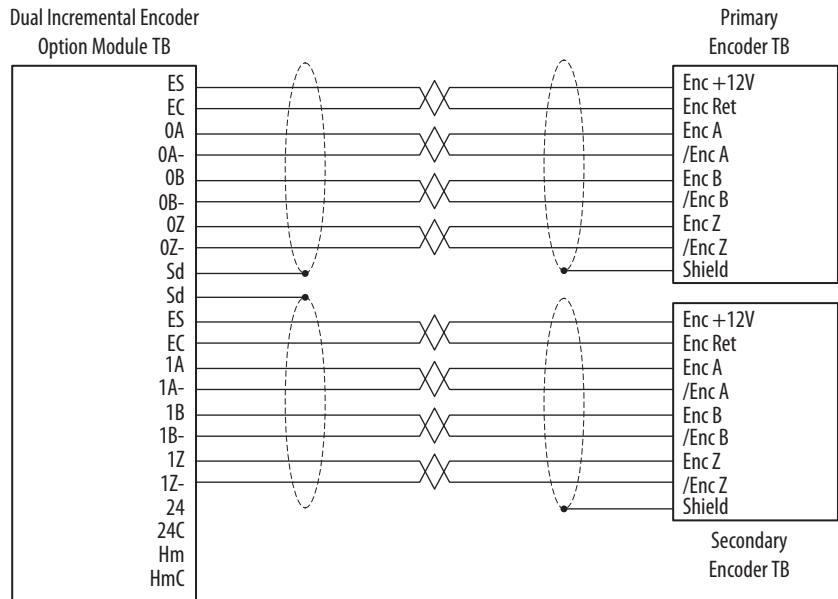 Dual Incremental Encoder
Option Module TB
ES
EC
0A
0A-
0B
0B-
0Z
0Z-
Sd
Sd
ES
EC
1A
1A-
1B
1B-
1Z
1Z-
24
24C
Hm
HmC
Primary
Encoder TB
Enc +12V
Enc Ret
Enc A
/Enc A
Enc B
/Enc B
Enc Z
/Enc Z
Shield
Enc +12V
Enc Ret
Enc A
/Enc A
Enc B
/Enc B
Enc Z
/Enc Z
Shield
Secondary
Encoder TB